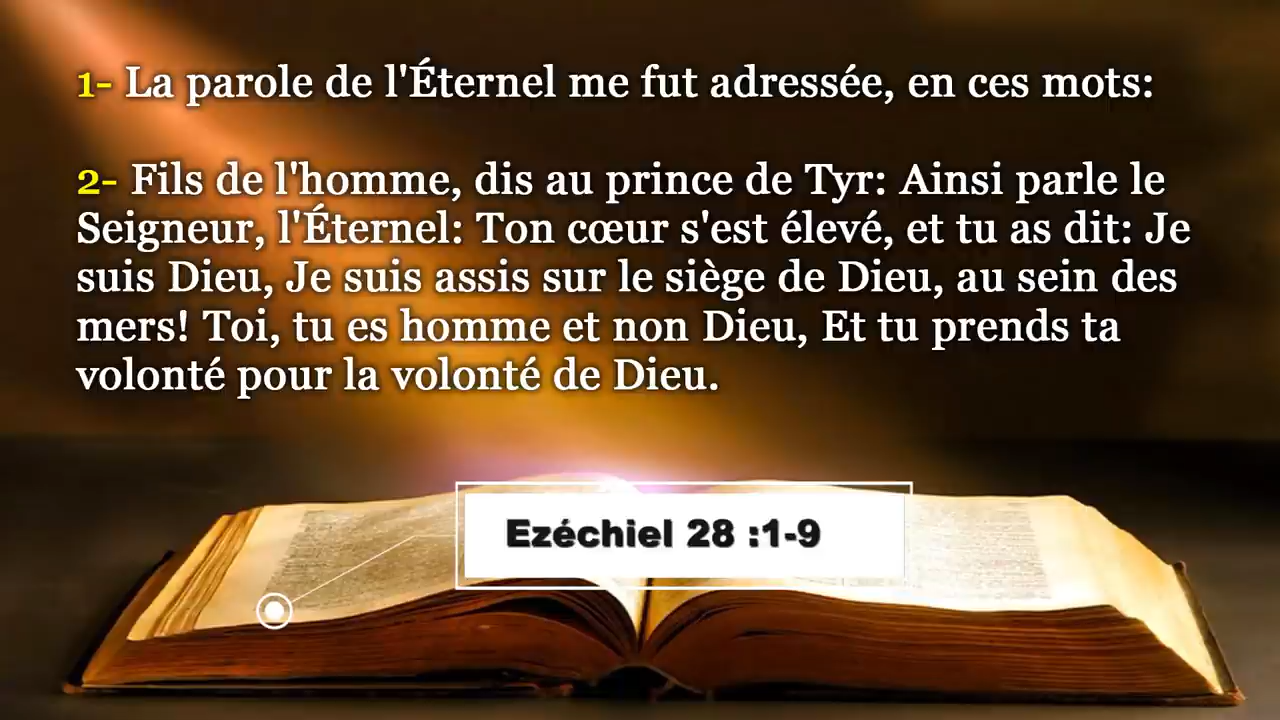 1- La parole de l'Éternel me fut adressée, en ces mots:
2- Fils de l'homme, dis au prince de Tyr: Ainsi parle le
Seigneur, l'Éternel: Ton cœur s'est élevé, et tu as dit: Je
suis Dieu, Je suis assis sur le siège de Dieu, au sein des
mers! Toi, tu es homme et non Dieu, Et tu prends ta
volonté pour la volonté de Dieu.
Ezéchiel 28 :1-9